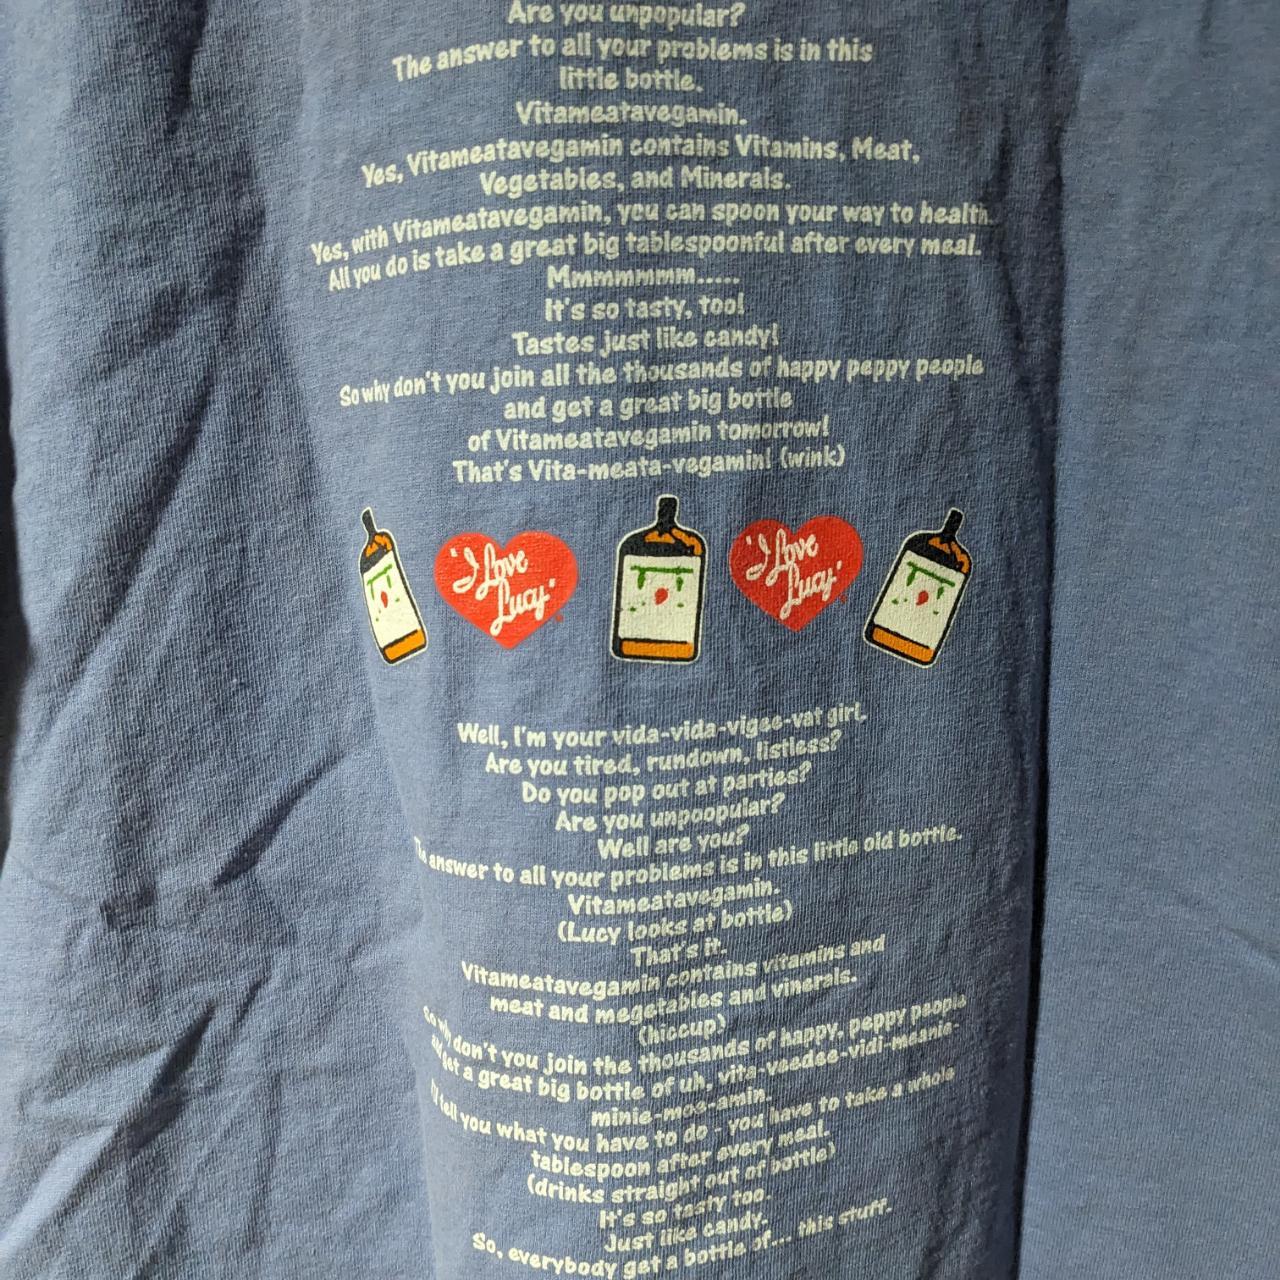 Are you unpopular?
The answer to all your problems is in this
little bottle.
Vitameatavegamin.
Yes, Vitameatavegamin contains Vitamins, Meat,
Vegetables, and Minerals.
Yes, with Vitameatavegamin, you can spoon your way to health.
All you do is take a great big tablespoonful after every meal.
Mmmmmmm......
It's so tasty, too!
Tastes just like candy!
So why don't you join all the thousands of happy peppy people
and get a great big bottle
of Vitameatavegamin tomorrow!
That's Vita-meata-vegamin! (wink)
'I Love Lucy'
'I Love Lucy'
Well, I'm your vida-vida-vigee-vat girl.
Are you tired, rundown, listless?
Do you pop out at parties?
Are you unpoopular?
Well are you?
The answer to all your problems is in this little old bottle.
Vitameatavegamin.
(Lucy looks at bottle)
That's it.
Vitameatavegamin contains vitamins and
meat and megetables and vinerals.
(hiccup)
So why don't you join the thousands of happy, peppy people
and get a great big bottle of uh, vita-veedee-vidi-meanie-
minie-moe-amin.
I'll tell you what you have to do - you have to take a whole
tablespoon after every meal.
(drinks straight out of bottle)
It's so tasty too.
Just like candy.
So, everybody get a bottle of... this stuff.